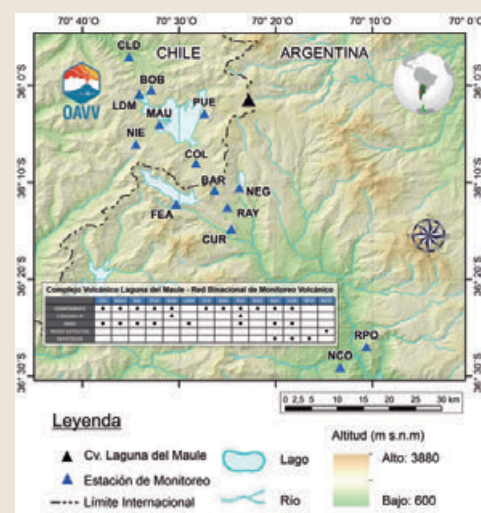 70° 40' 70° 30' 70° 20' 70° 10' 70° 0' O
CLD
CHILE
ARGENTINA
36° 0' S
OAVV
BOB
LDM
PUE
MAU
NIE
COL
36° 10' S
BAR
NEG
FEA
RAY
CUR
36° 20' S
Complejo Volcánico Laguna del Maule - Red Binacional de Monitoreo Volcánico
RPO
NCO
36° 30' S
0 2,5 5 10 15 20 25 30 km
Leyenda
Cv. Laguna del Maule
Estación de Monitoreo
Límite Internacional
Lago
Río
Altitud (m s.n.m)
Alto: 3880
Bajo: 600